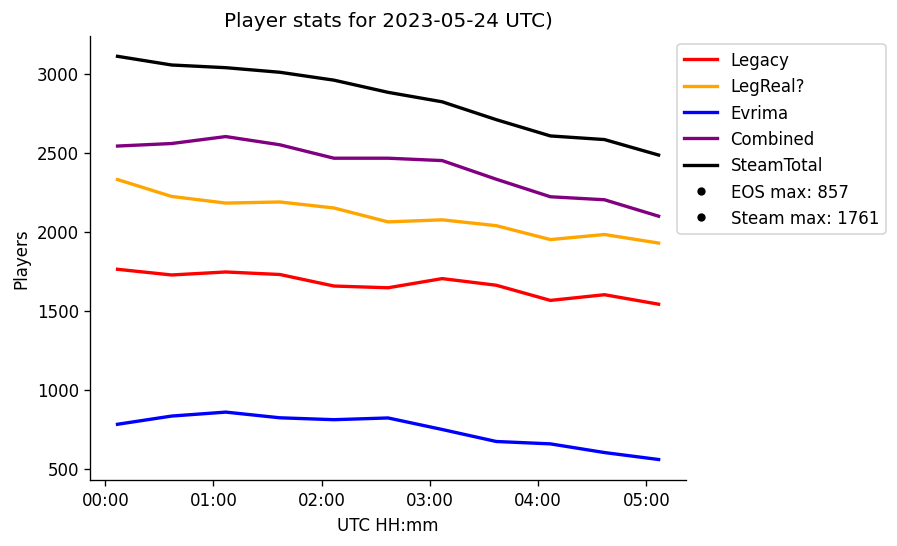 Player stats for 2023-05-24 UTC)
Legacy
LegReal?
Evrima
Combined
SteamTotal
EOS max: 857
Steam max: 1761
Players
3000
2500
2000
1500
1000
500
00:00 01:00 02:00 03:00 04:00 05:00
UTC HH:mm